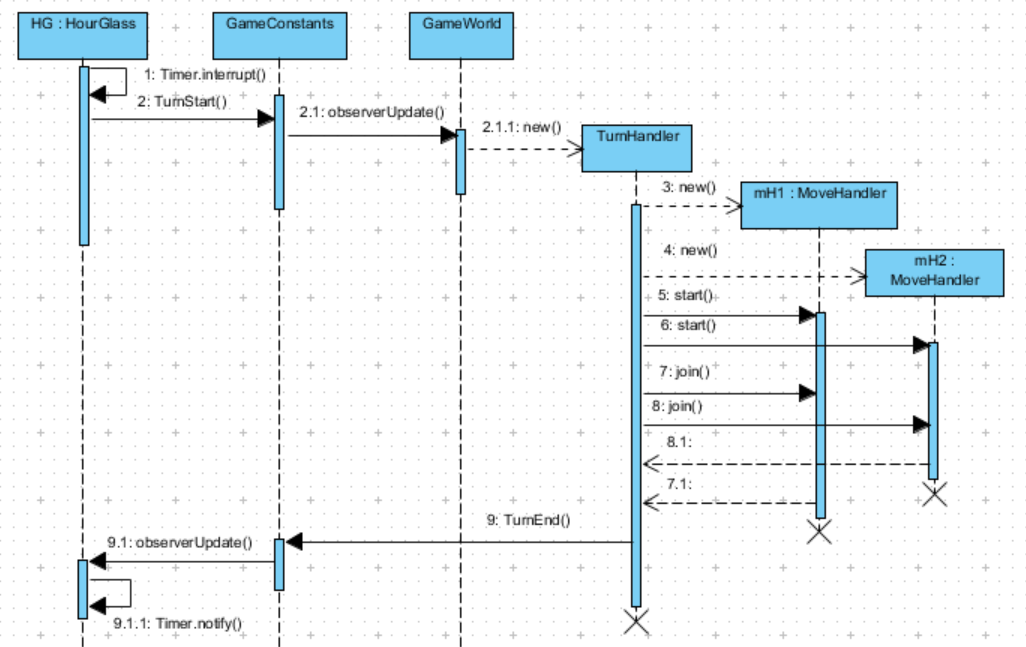 HG : HourGlass
GameConstants
GameWorld
1: Timer.interrupt()
2: TurnStart()
2.1: observerUpdate()
2.1.1: new()
TurnHandler
3: new()
mH1 : MoveHandler
4: new()
mH2 :
MoveHandler
5: start()
6: start()
7: join()
8: join()
8.1:
7.1:
9: TurnEnd()
9.1: observerUpdate()
9.1.1: Timer.notify()